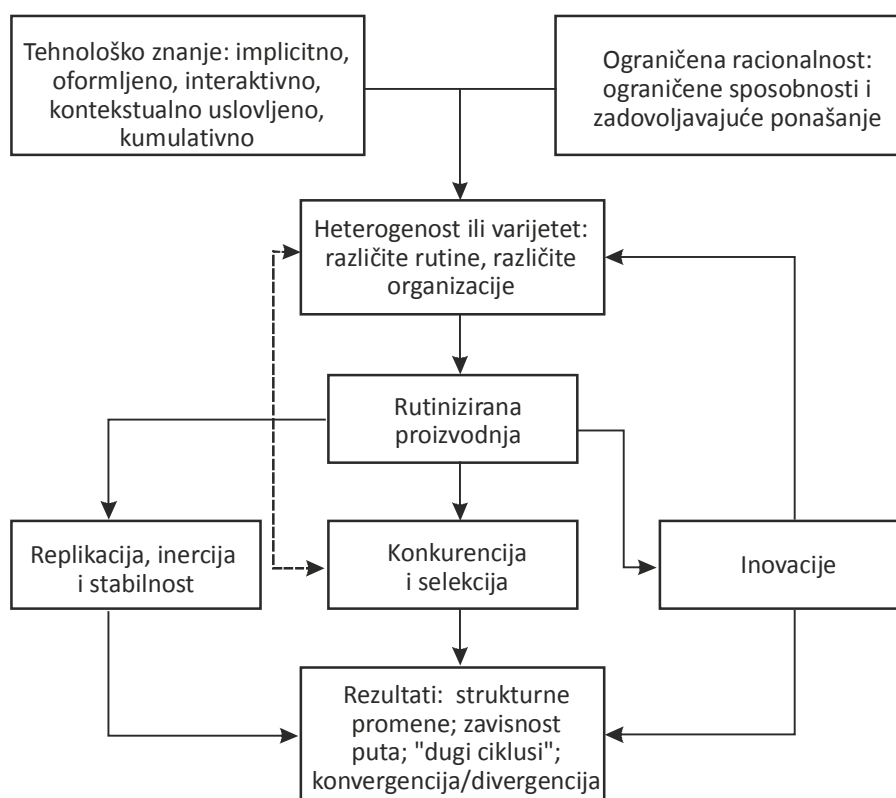 Tehnološko znanje: implicitno,
oformljeno, interaktivno,
kontekstualno uslovljeno,
kumulativno
Ograničena racionalnost:
ograničene sposobnosti i
zadovoljavajuće ponašanje
Heterogenost ili varijetet:
različite rutine, različite
organizacije
Rutinizirana
proizvodnja
Replikacija, inercija
i stabilnost
Konkurencija
i selekcija
Inovacije
Rezultati: strukturne
promene; zavisnost
puta; "dugi ciklusi";
konvergencija/divergencija